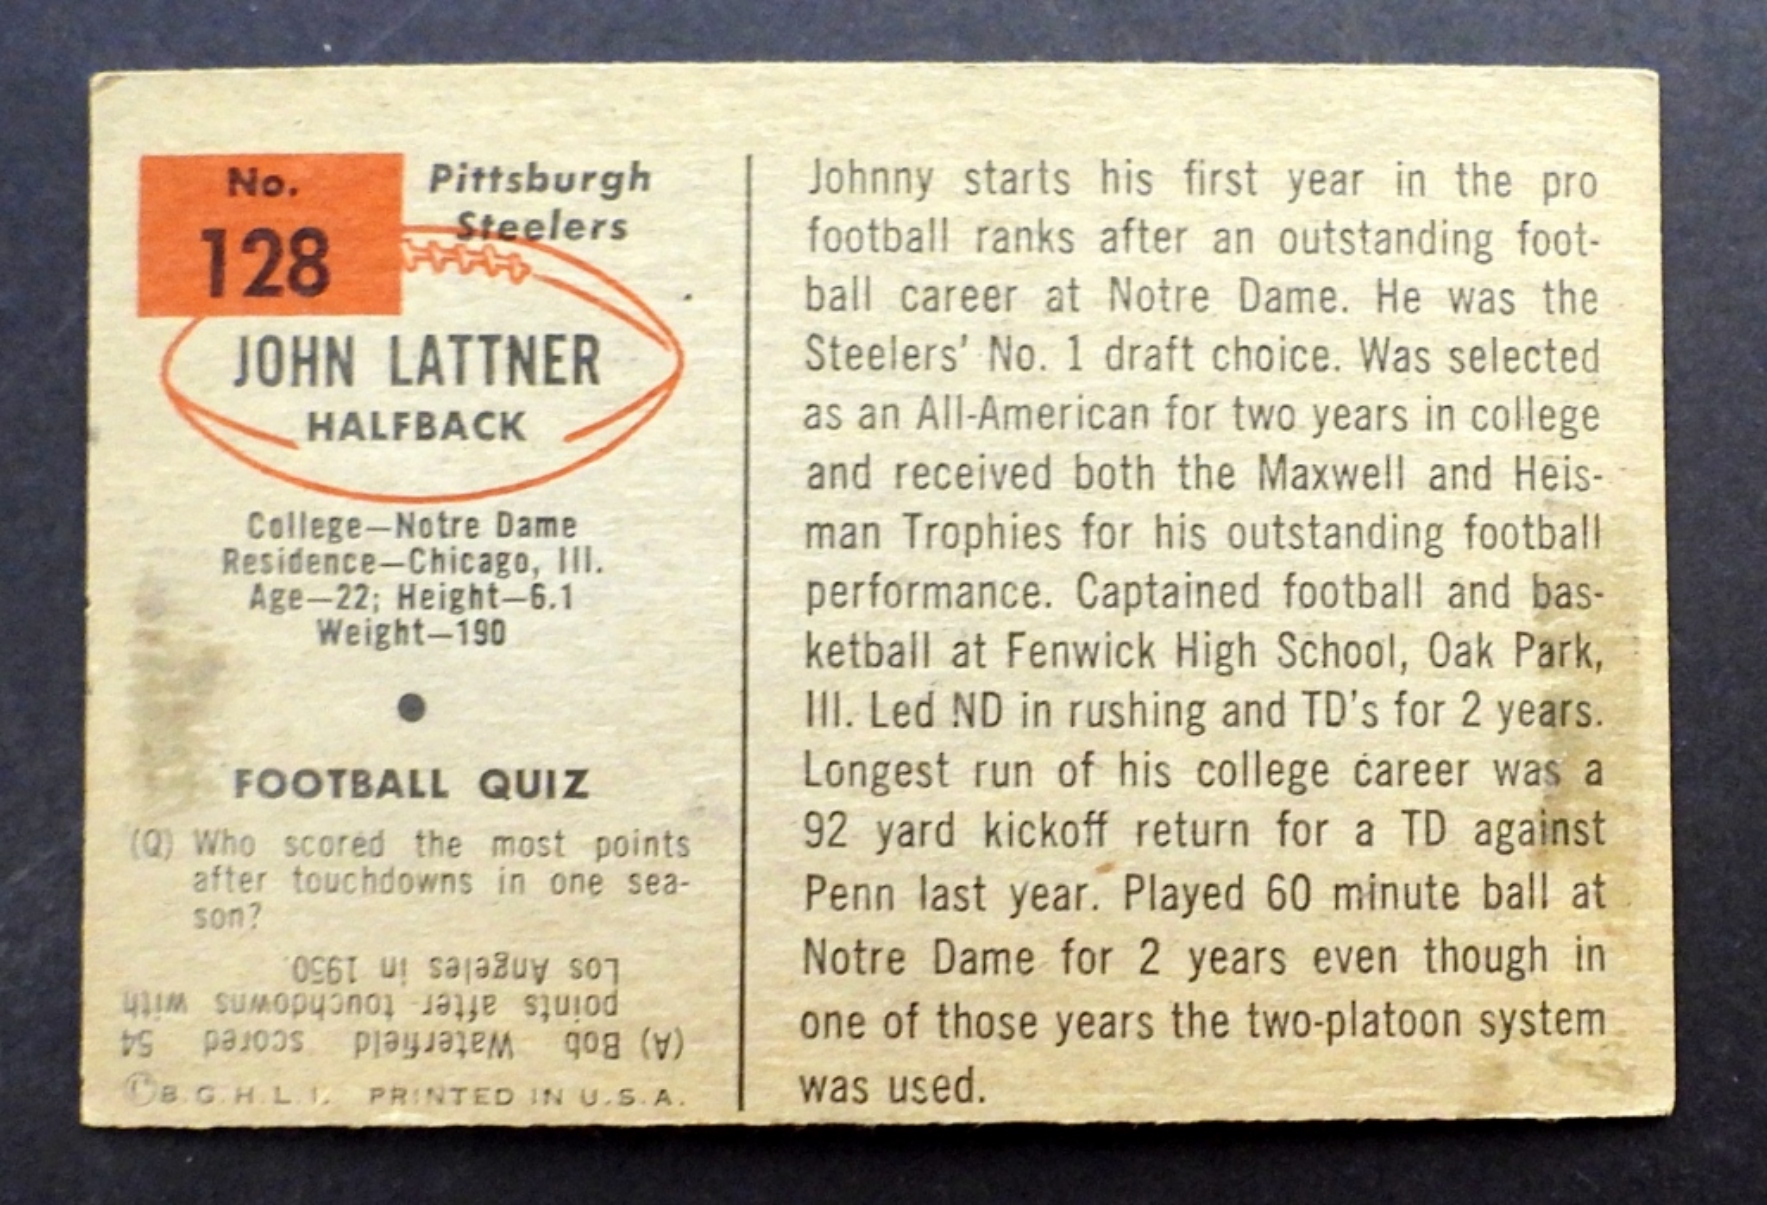 No.
128
Pittsburgh
Steelers
JOHN LATTNER
HALFBACK
College—Notre Dame
Residence—Chicago, Ill.
Age—22; Height—6.1
Weight—190
FOOTBALL QUIZ
(Q) Who scored the most points
after touchdowns in one sea-
son?
(A) Bob Waterfield scored 54
points after touchdowns with
Los Angeles in 1950.
©B.G.H.L.I. PRINTED IN U.S.A.
Johnny starts his first year in the pro
football ranks after an outstanding foot-
ball career at Notre Dame. He was the
Steelers' No. 1 draft choice. Was selected
as an All-American for two years in college
and received both the Maxwell and Heis-
man Trophies for his outstanding football
performance. Captained football and bas-
ketball at Fenwick High School, Oak Park,
Ill. Led ND in rushing and TD's for 2 years.
Longest run of his college career was a
92 yard kickoff return for a TD against
Penn last year. Played 60 minute ball at
Notre Dame for 2 years even though in
one of those years the two-platoon system
was used.